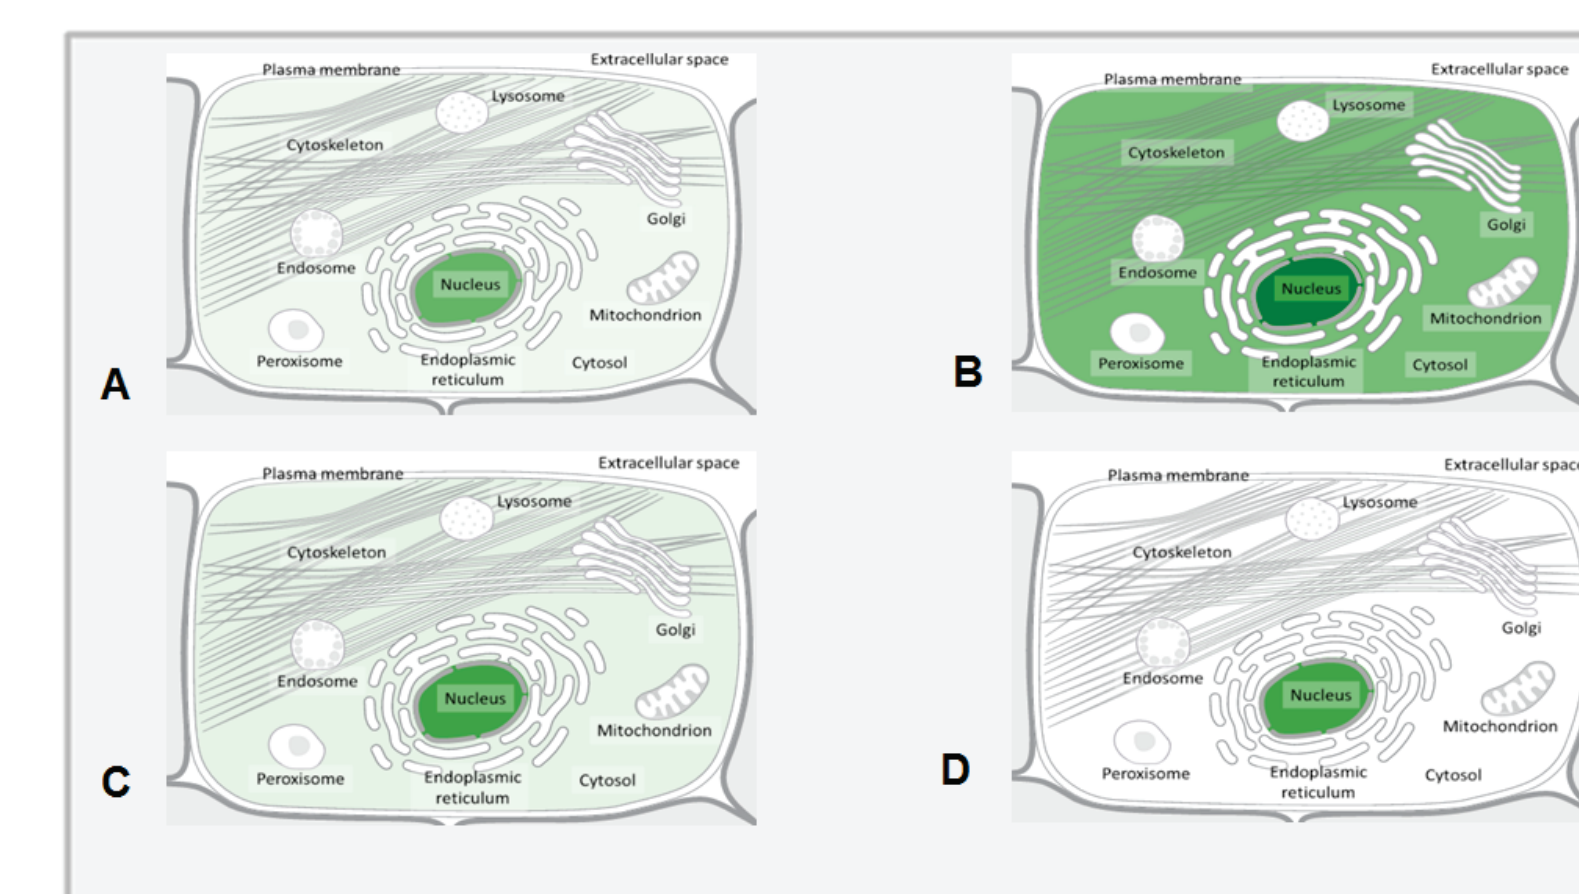 Plasma membrane
Extracellular space
Lysosome
Cytoskeleton
Golgi
Endosome
Nucleus
Mitochondrion
Peroxisome
Endoplasmic
reticulum
Cytosol
A
Plasma membrane
Extracellular space
Lysosome
Cytoskeleton
Golgi
Endosome
Nucleus
Mitochondrion
Peroxisome
Endoplasmic
reticulum
Cytosol
B
Plasma membrane
Extracellular space
Lysosome
Cytoskeleton
Golgi
Endosome
Nucleus
Mitochondrion
Peroxisome
Endoplasmic
reticulum
Cytosol
C
Plasma membrane
Extracellular spac
Lysosome
Cytoskeleton
Golgi
Endosome
Nucleus
Mitochondrion
Peroxisome
Endoplasmic
reticulum
Cytosol
D